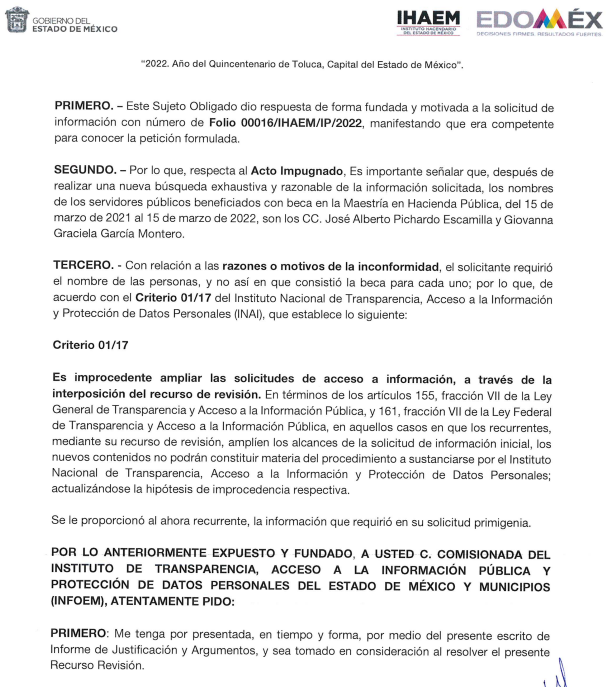 GOBIERNO DEL
ESTADO DE MÉXICO
IHAEM
INSTITUTO HACENDARIO
DEL ESTADO DE MÉXICO
EDOMÉX
DECISIONES FIRMES, RESULTADOS FUERTES
“2022. Año del Quincentenario de Toluca, Capital del Estado de México”.
PRIMERO. – Este Sujeto Obligado dio respuesta de forma fundada y motivada a la solicitud de
información con número de Folio 00016/IHAEM/IP/2022, manifestando que era competente
para conocer la petición formulada.
SEGUNDO. – Por lo que, respecta al Acto Impugnado, Es importante señalar que, después de
realizar una nueva búsqueda exhaustiva y razonable de la información solicitada, los nombres
de los servidores públicos beneficiados con beca en la Maestría en Hacienda Pública, del 15 de
marzo de 2021 al 15 de marzo de 2022, son los CC. José Alberto Pichardo Escamilla y Giovanna
Graciela García Montero.
TERCERO. - Con relación a las razones o motivos de la inconformidad, el solicitante requirió
el nombre de las personas, y no así en que consistió la beca para cada uno; por lo que, de
acuerdo con el Criterio 01/17 del Instituto Nacional de Transparencia, Acceso a la Información
y Protección de Datos Personales (INAI), que establece lo siguiente:
Criterio 01/17
Es improcedente ampliar las solicitudes de acceso a información, a través de la
interposición del recurso de revisión. En términos de los artículos 155, fracción VII de la Ley
General de Transparencia y Acceso a la Información Pública, y 161, fracción VII de la Ley Federal
de Transparencia y Acceso a la Información Pública, en aquellos casos en que los recurrentes,
mediante su recurso de revisión, amplíen los alcances de la solicitud de información inicial, los
nuevos contenidos no podrán constituir materia del procedimiento a sustanciarse por el Instituto
Nacional de Transparencia, Acceso a la Información y Protección de Datos Personales;
actualizándose la hipótesis de improcedencia respectiva.
Se le proporcionó al ahora recurrente, la información que requirió en su solicitud primigenia.
POR LO ANTERIORMENTE EXPUESTO Y FUNDADO, A USTED C. COMISIONADA DEL
INSTITUTO DE TRANSPARENCIA, ACCESO A LA INFORMACIÓN PÚBLICA Y
PROTECCIÓN DE DATOS PERSONALES DEL ESTADO DE MÉXICO Y MUNICIPIOS
(INFOEM), ATENTAMENTE PIDO:
PRIMERO: Me tenga por presentada, en tiempo y forma, por medio del presente escrito de
Informe de Justificación y Argumentos, y sea tomado en consideración al resolver el presente
Recurso Revisión.